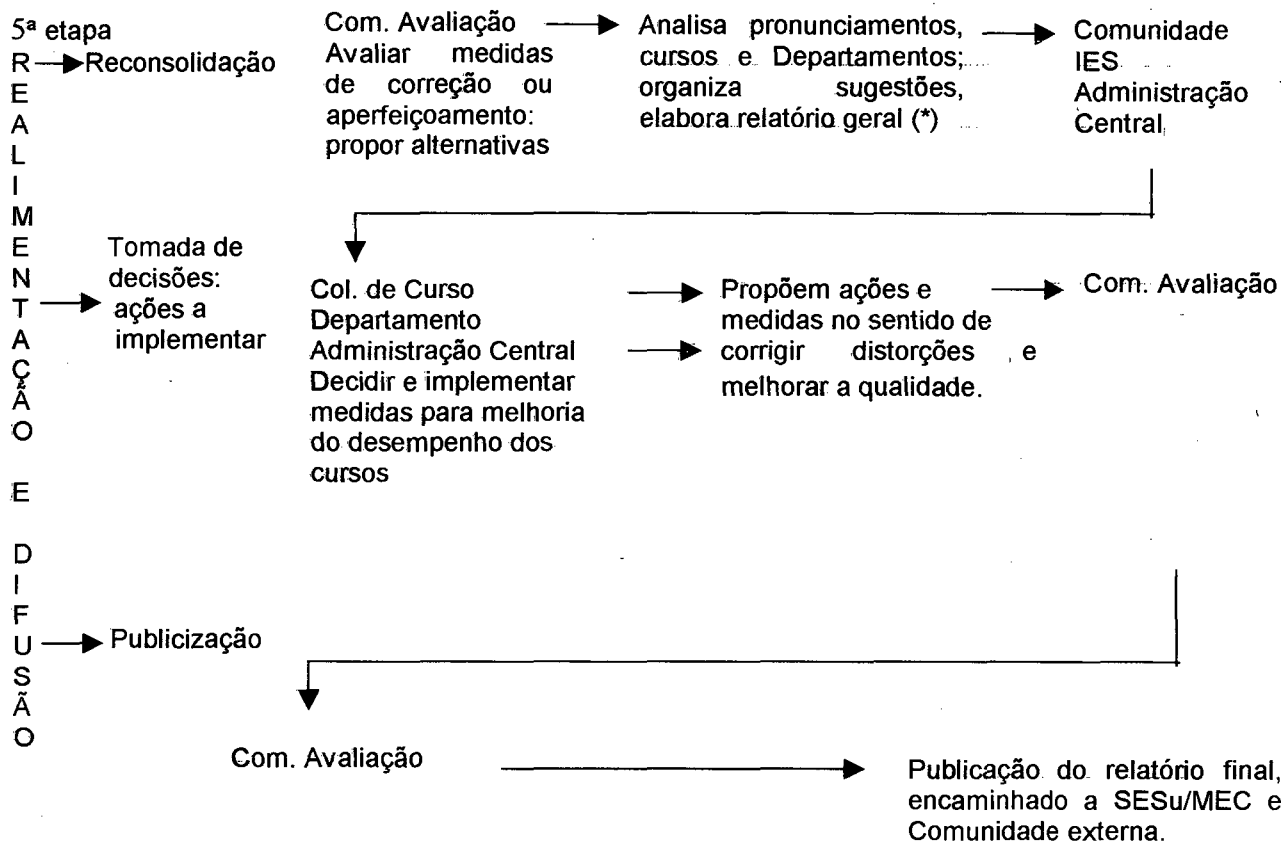 5ª etapa
REALIMENTAÇÃO E DIFUSÃO
Reconsolidação
Com. Avaliação
Avaliar medidas
de correção ou
aperfeiçoamento:
propor alternativas
Analisa pronunciamentos,
cursos e Departamentos;
organiza sugestões,
elabora relatório geral (*)
Comunidade
IES
Administração
Central
Tomada de
decisões:
ações a
implementar
Col. de Curso
Departamento
Administração Central
Decidir e implementar
medidas para melhoria
do desempenho dos
cursos
Propõem ações e
medidas no sentido de
corrigir distorções e
melhorar a qualidade.
Com. Avaliação
Publicização
Com. Avaliação
Publicação do relatório final,
encaminhado a SESu/MEC e
Comunidade externa.